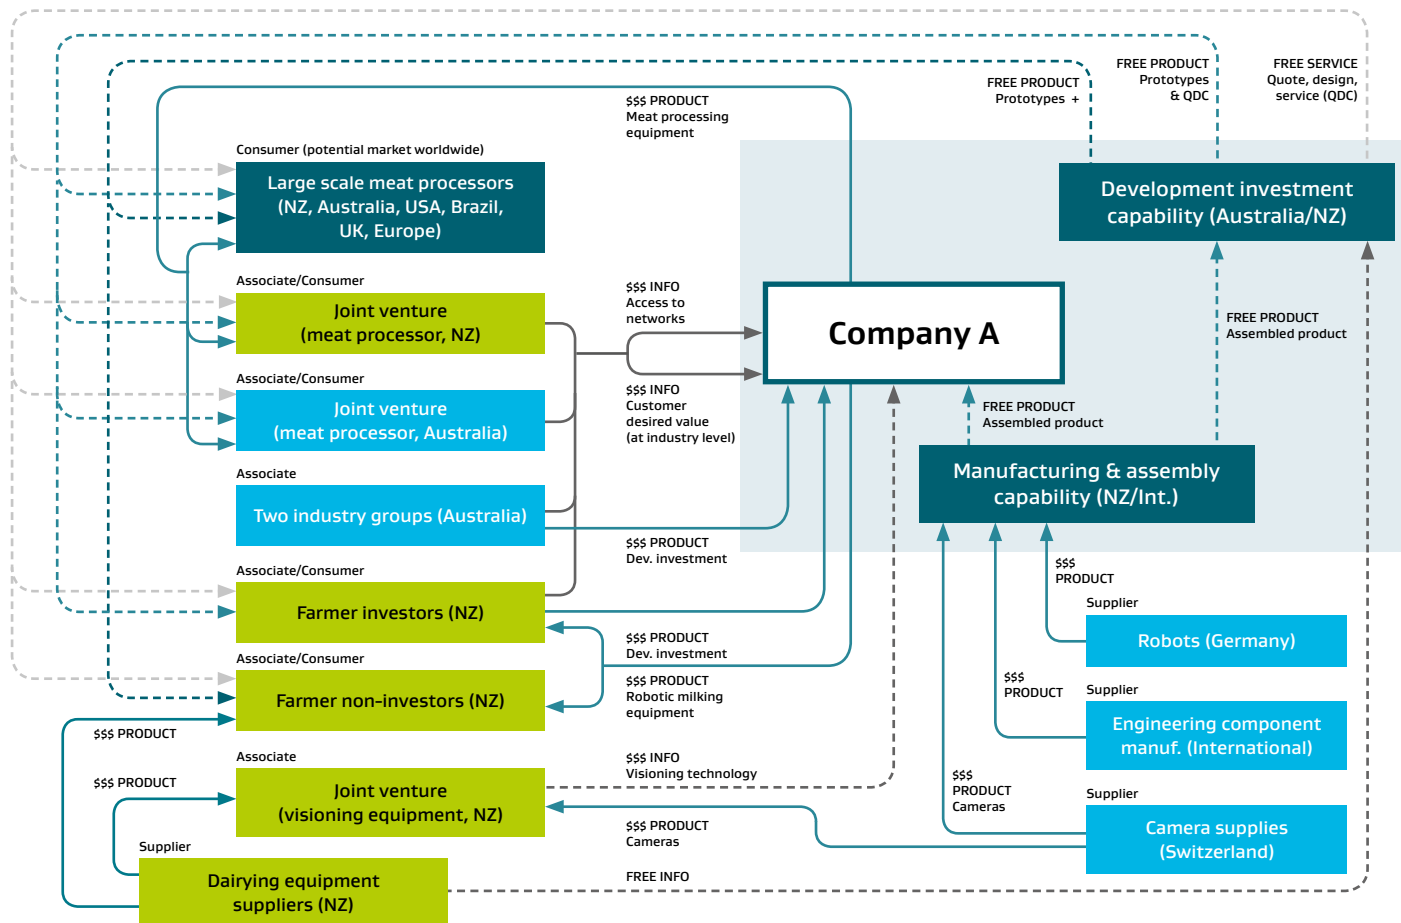 FREE PRODUCT
Prototypes +
FREE PRODUCT
Prototypes
& QDC
FREE SERVICE
Quote, design,
service (QDC)
$$$ PRODUCT
Meat processing
equipment
Consumer (potential market worldwide)
Large scale meat processors
(NZ, Australia, USA, Brazil,
UK, Europe)
Development investment
capability (Australia/NZ)
Associate/Consumer
Joint venture
(meat processor, NZ)
$$$ INFO
Access to
networks
Company A
FREE PRODUCT
Assembled product
Associate/Consumer
Joint venture
(meat processor, Australia)
$$$ INFO
Customer
desired value
(at industry level)
FREE PRODUCT
Assembled product
Associate
Two industry groups (Australia)
Manufacturing & assembly
capability (NZ/Int.)
$$$ PRODUCT
Dev. investment
$$$
PRODUCT
Associate/Consumer
Farmer investors (NZ)
Supplier
Robots (Germany)
$$$ PRODUCT
Dev. investment
Associate/Consumer
Farmer non-investors (NZ)
$$$ PRODUCT
Robotic milking
equipment
$$$
PRODUCT
Supplier
Engineering component
manuf. (International)
$$$ PRODUCT
$$$ PRODUCT
Associate
Joint venture
(visioning equipment, NZ)
$$$ INFO
Visioning technology
$$$
PRODUCT
Cameras
Supplier
Camera supplies
(Switzerland)
$$$ PRODUCT
Cameras
Supplier
Dairying equipment
suppliers (NZ)
FREE INFO